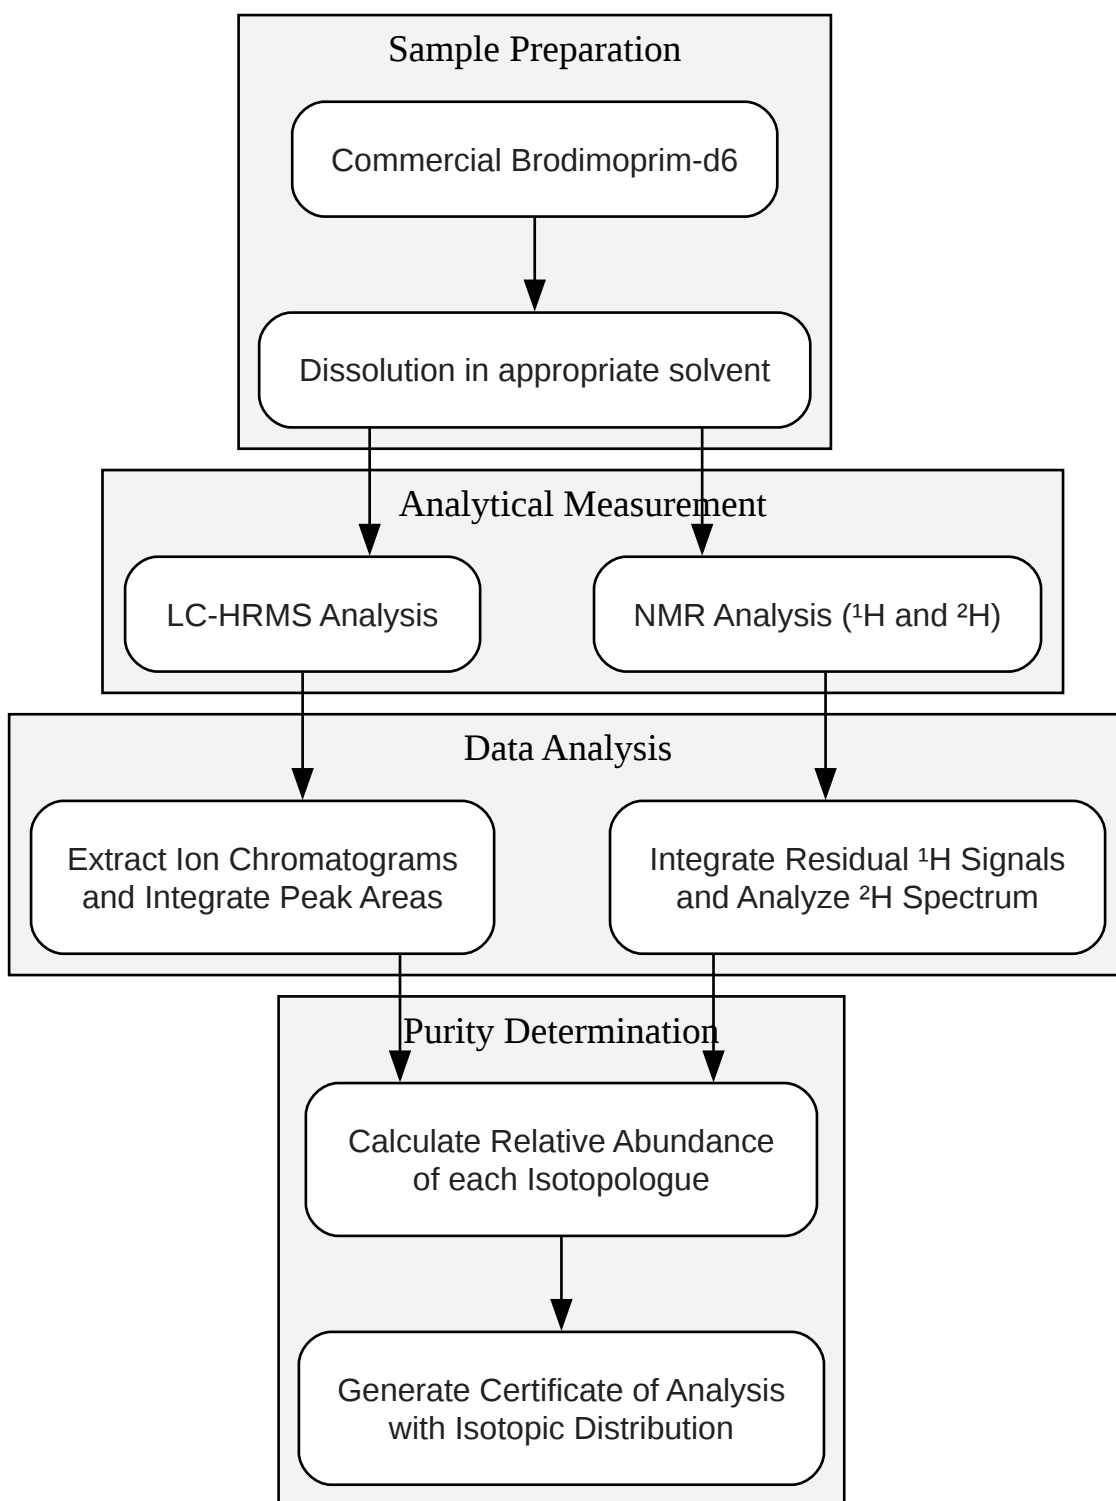 Sample Preparation
Commercial Brodimoprim-d6
Dissolution in appropriate solvent
Analytical Measurement
LC-HRMS Analysis
NMR Analysis (¹H and ²H)
Data Analysis
Extract Ion Chromatograms
and Integrate Peak Areas
Integrate Residual ¹H Signals
and Analyze ²H Spectrum
Purity Determination
Calculate Relative Abundance
of each Isotopologue
Generate Certificate of Analysis
with Isotopic Distribution